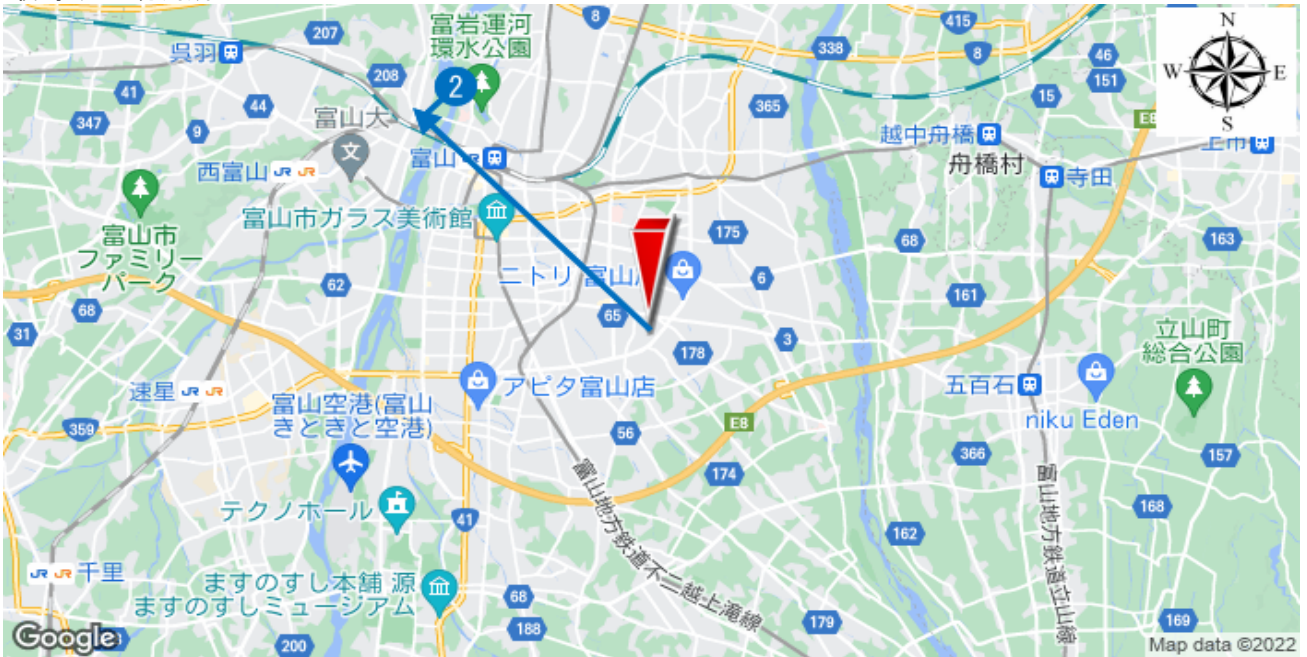 207
富岩運河
環水公園
8
415
N
呉羽
338
8
46
W
E
208
151
41
44
2
365
15
S
347
9
富山大
越中舟橋
E8
上市
西富山
富山
舟橋村
寺田
富山市ガラス美術館
175
68
163
富山市
ファミリー
パーク
ニトリ 富山店
6
62
161
68
65
立山町
総合公園
31
178
3
速星
アピタ富山店
五百石
富山空港(富山
きときと空港)
E8
niku Eden
359
56
366
157
174
テクノホール
41
富山地方鉄道不二越上滝線
富山地方鉄道立山線
168
162
千里
ますのすし本舗 源
ますのすしミュージアム
68
179
169
188
200
Google
Map data ©2022